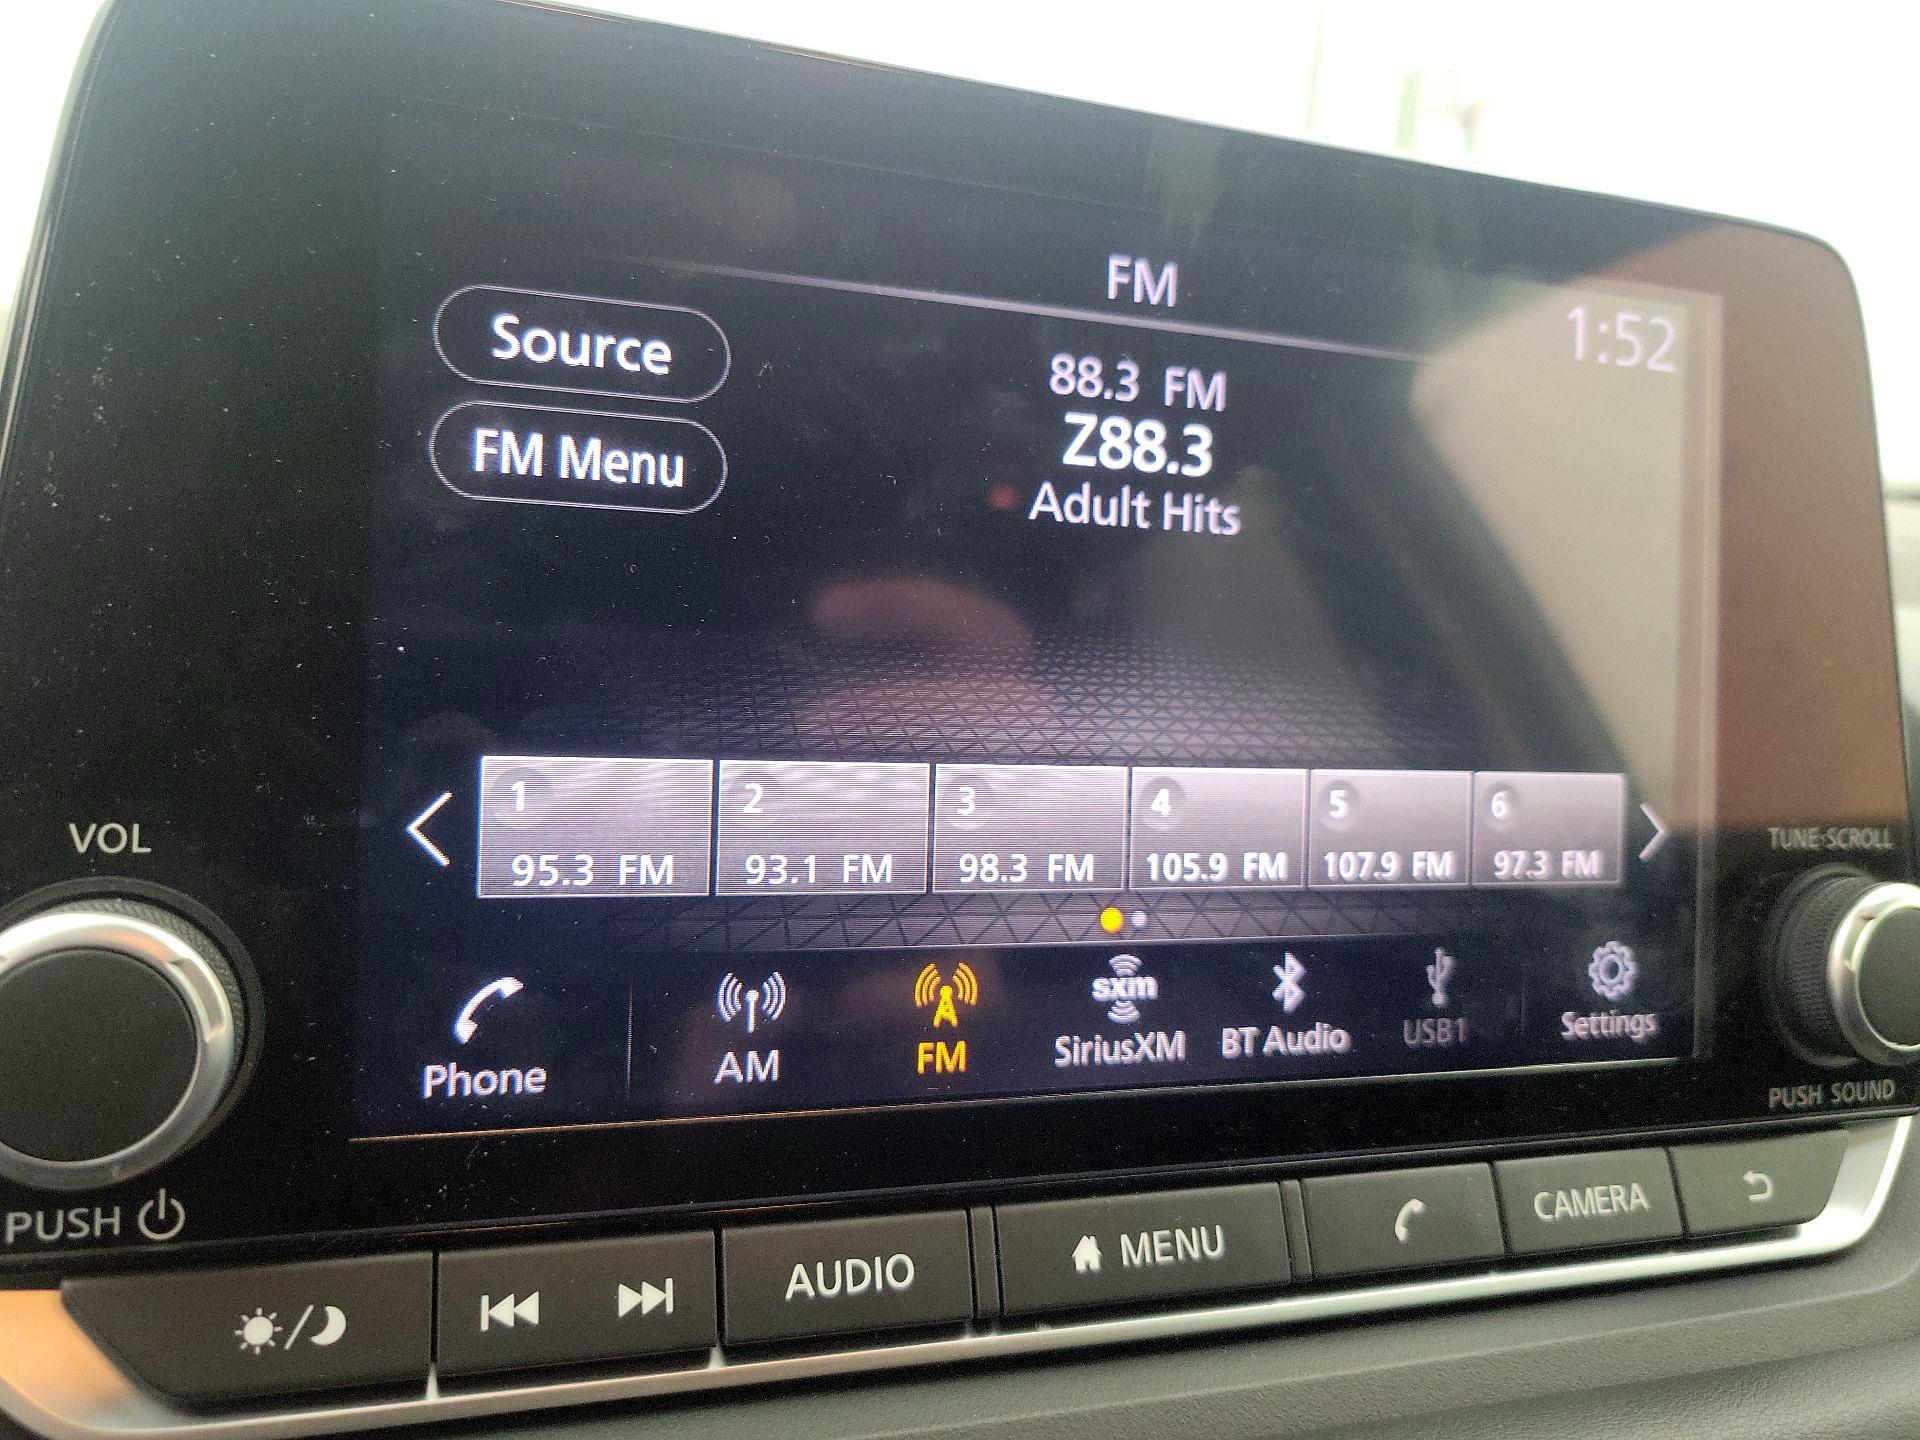 FM
1:52
Source
FM Menu
88.3 FM
Z88.3
Adult Hits
1
95.3 FM
2
93.1 FM
3
98.3 FM
4
105.9 FM
5
107.9 FM
6
97.3 FM
VOL
TUNE·SCROLL
Phone
AM
FM
sxm
SiriusXM
BT Audio
USB1
Settings
PUSH
PUSH SOUND
AUDIO
MENU
CAMERA